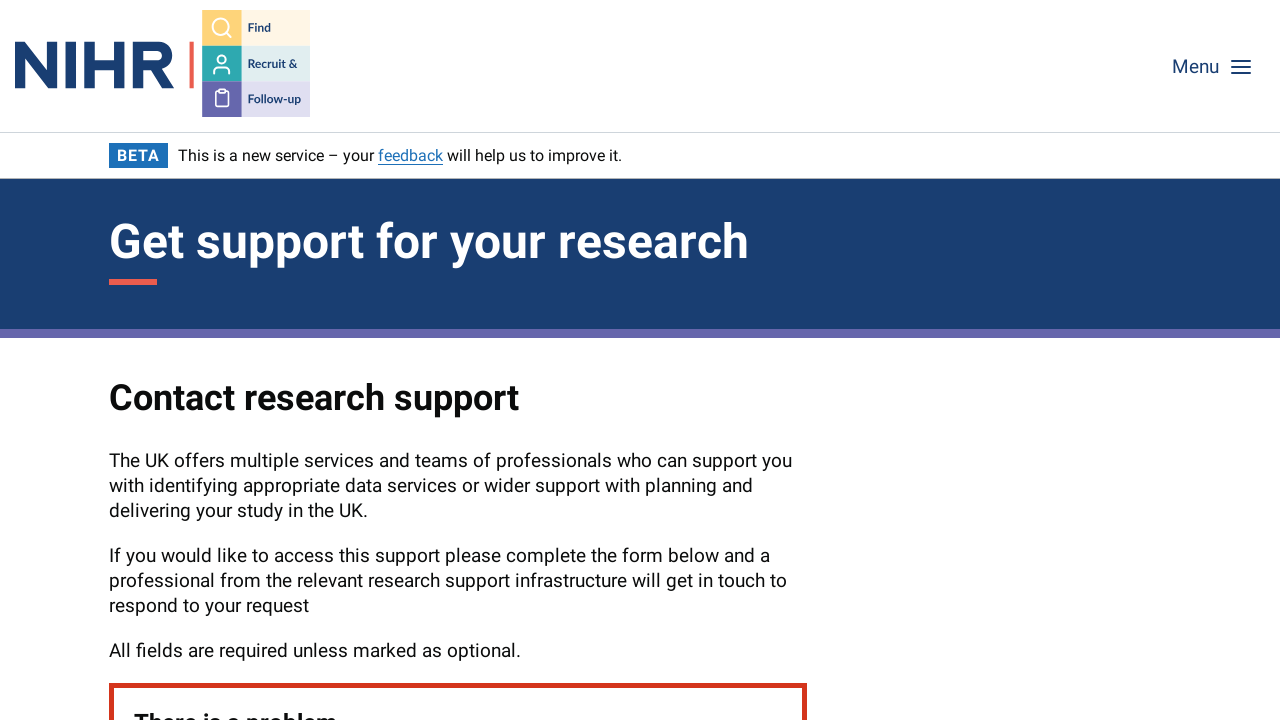 NIHR
Find
Recruit &
Follow-up
Menu
BETA This is a new service – your feedback will help us to improve it.
Get support for your research
Contact research support
The UK offers multiple services and teams of professionals who can support you
with identifying appropriate data services or wider support with planning and
delivering your study in the UK.
If you would like to access this support please complete the form below and a
professional from the relevant research support infrastructure will get in touch to
respond to your request
All fields are required unless marked as optional.
There is a problem